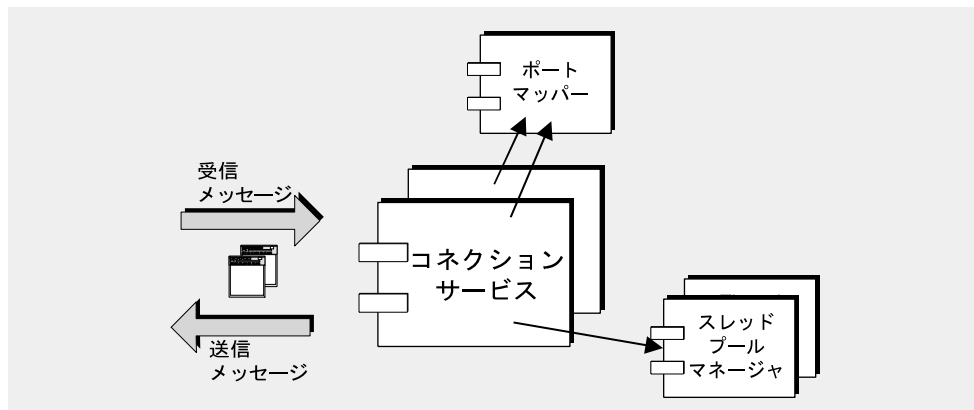 ポート
マッパー
受信
メッセージ
コネクション
サービス
スレッド
プール
マネージャ
送信
メッセージ